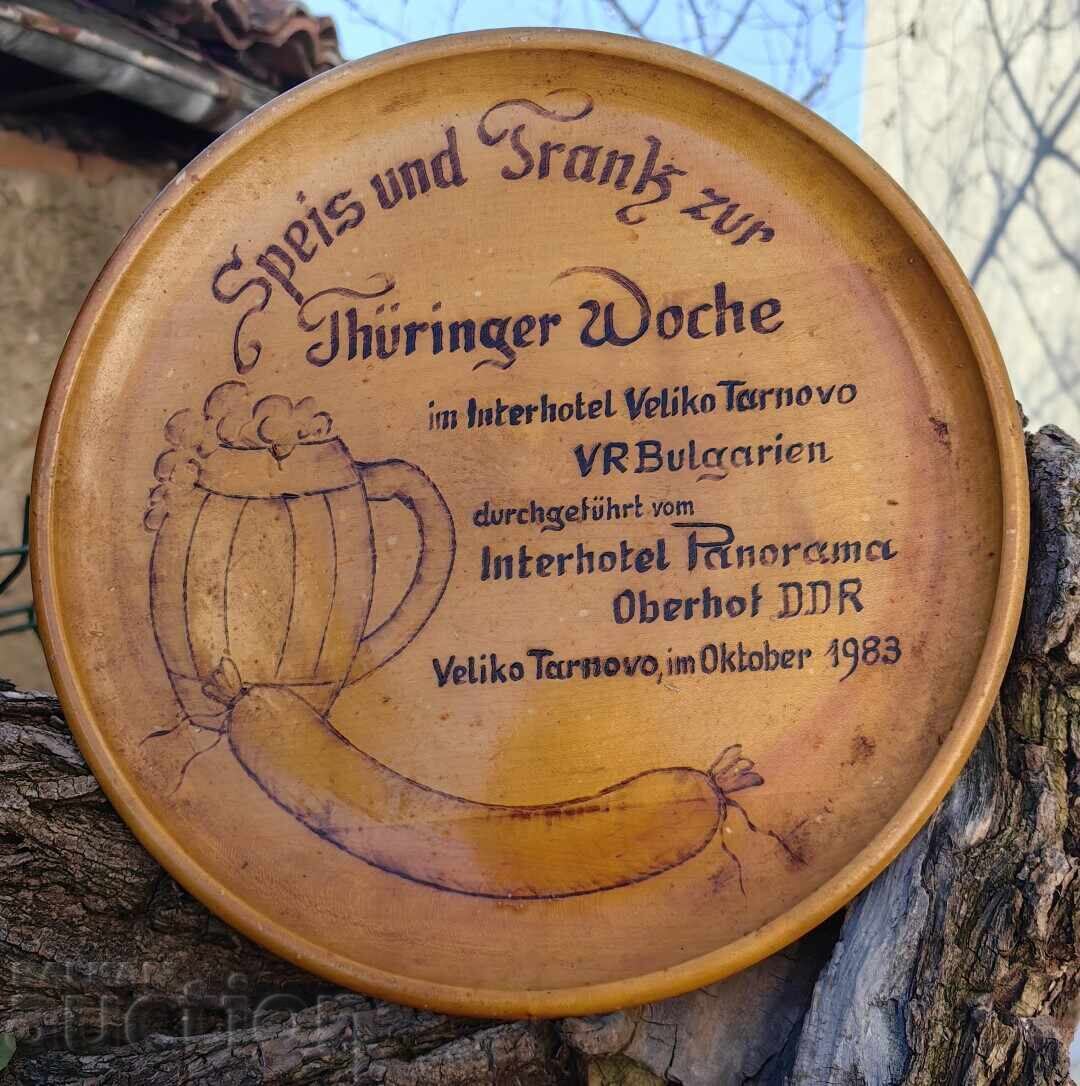 Speis und Trank zur
Thüringer Woche
im Interhotel Veliko Tarnovo
VR Bulgarien
durchgeführt vom
Interhotel Panorama
Oberhof DDR
Veliko Tarnovo, im Oktober 1983
auction